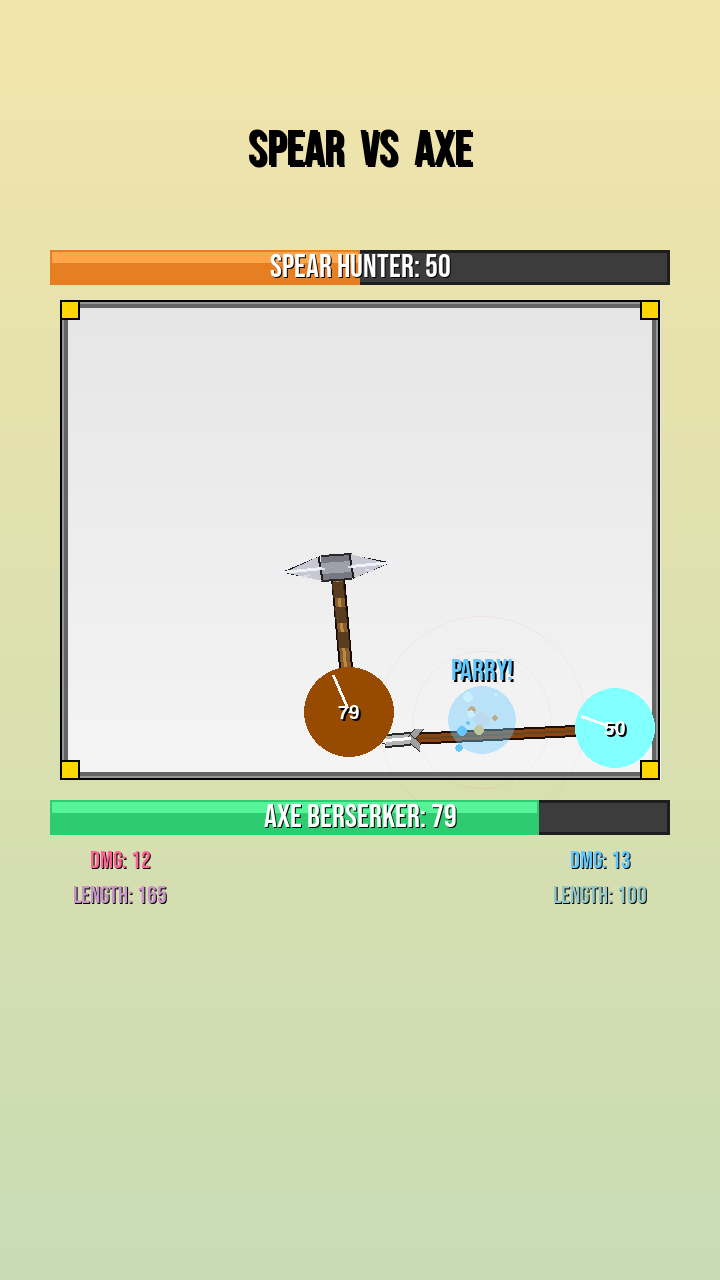 SPEAR VS AXE
SPEAR HUNTER: 50
PARRY!
79
50
AXE BERSERKER: 79
DMG: 12
DMG: 13
LENGTH: 165
LENGTH: 100